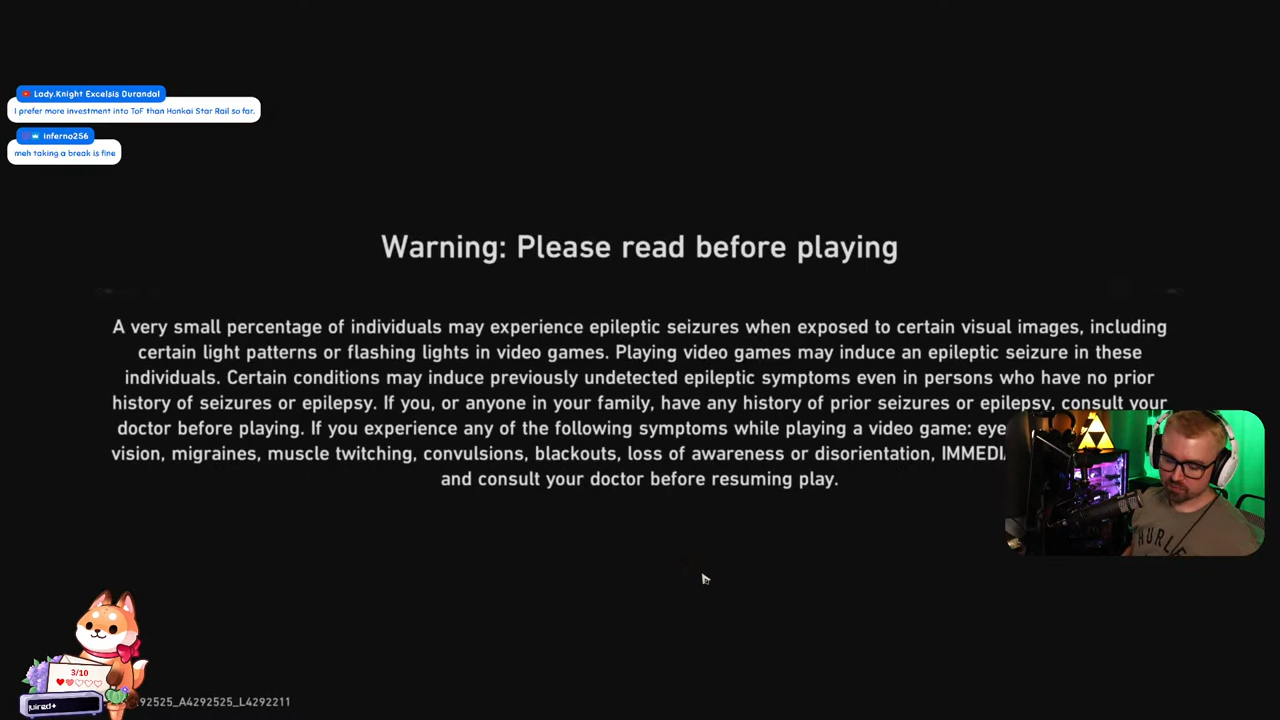 Lady.Knight Excelsis Durandal
I prefer more investment into ToF than Honkai Star Rail so far.
inferno256
meh taking a break is fine
Warning: Please read before playing
A very small percentage of individuals may experience epileptic seizures when exposed to certain visual images, including
certain light patterns or flashing lights in video games. Playing video games may induce an epileptic seizure in these
individuals. Certain conditions may induce previously undetected epileptic symptoms even in persons who have no prior
history of seizures or epilepsy. If you, or anyone in your family, have any history of prior seizures or epilepsy, consult your
doctor before playing. If you experience any of the following symptoms while playing a video game: eye
vision, migraines, muscle twitching, convulsions, blackouts, loss of awareness or disorientation, IMMEDI
and consult your doctor before resuming play.
HURLE
3/10
uired+
92525_A4292525_L4292211